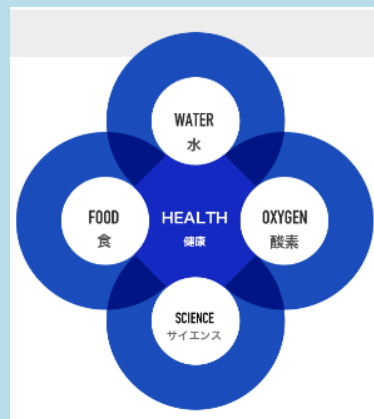 WATER
水
FOOD
食
HEALTH
健康
OXYGEN
酸素
SCIENCE
サイエンス